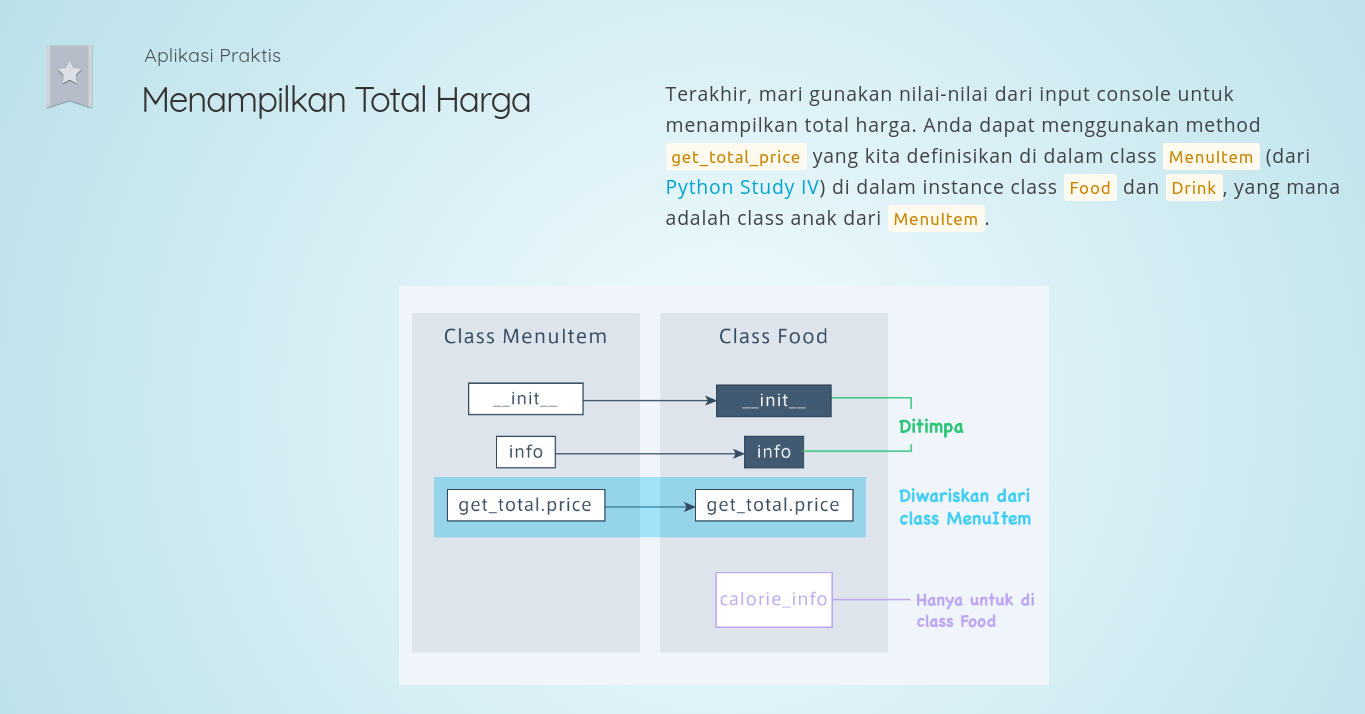 Aplikasi Praktis
Menampilkan Total Harga
Terakhir, mari gunakan nilai-nilai dari input console untuk
menampilkan total harga. Anda dapat menggunakan method
get_total_price yang kita definisikan di dalam class MenuItem (dari
Python Study IV) di dalam instance class Food dan Drink, yang mana
adalah class anak dari MenuItem.
Class MenuItem
Class Food
__init__
__init__
Ditimpa
info
info
get_total.price
get_total.price
Diwariskan dari
class MenuItem
calorie_info
Hanya untuk di
class Food